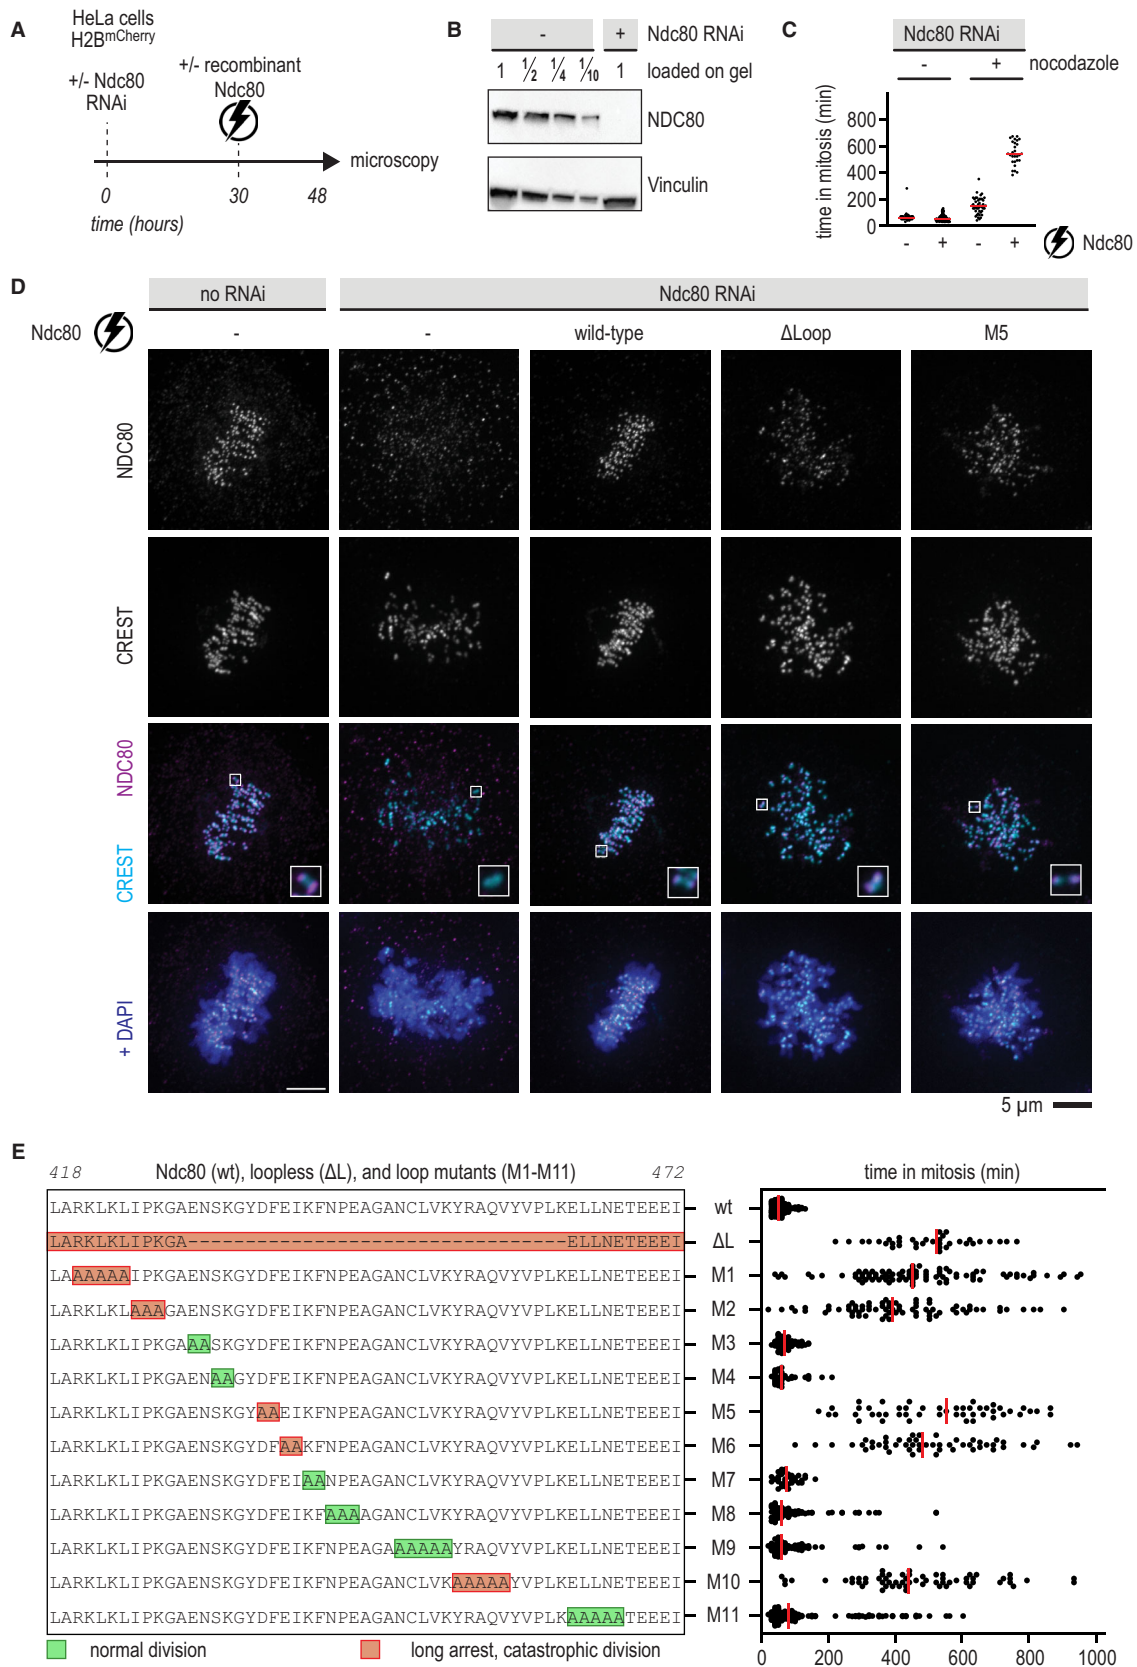 A
HeLa cells
H2BmCherry
+/- Ndc80
RNAi
+/- recombinant
Ndc80
microscopy
0 30 48
time (hours)
B
- + Ndc80 RNAi
1 1/2 1/4 1/10 1 loaded on gel
NDC80
Vinculin
C
Ndc80 RNAi
- + nocodazole
time in mitosis (min)
800
600
400
200
0
- + - + Ndc80
D
no RNAi Ndc80 RNAi
Ndc80 - - wild-type ΔLoop M5
NDC80
CREST
CREST NDC80
+ DAPI
5 µm
E
418 Ndc80 (wt), loopless (ΔL), and loop mutants (M1-M11) 472 time in mitosis (min)
LARKLKLIPKGAENSKGYDFEIKFNPEAGANCLVKYRAQVYVPLKELLNETEEEI wt
LARKLKLIPKGA---------------------------------ELLNETEEEI ΔL
LAAAAAAIPKGAENSKGYDFEIKFNPEAGANCLVKYRAQVYVPLKELLNETEEEI M1
LARKLKLAAAGAENSKGYDFEIKFNPEAGANCLVKYRAQVYVPLKELLNETEEEI M2
LARKLKLIPKGAAASKGYDFEIKFNPEAGANCLVKYRAQVYVPLKELLNETEEEI M3
LARKLKLIPKGAENAAGYDFEIKFNPEAGANCLVKYRAQVYVPLKELLNETEEEI M4
LARKLKLIPKGAENSKGYAAEIKFNPEAGANCLVKYRAQVYVPLKELLNETEEEI M5
LARKLKLIPKGAENSKGYDFAAKFNPEAGANCLVKYRAQVYVPLKELLNETEEEI M6
LARKLKLIPKGAENSKGYDFEIAANPEAGANCLVKYRAQVYVPLKELLNETEEEI M7
LARKLKLIPKGAENSKGYDFEIKFAAAAGANCLVKYRAQVYVPLKELLNETEEEI M8
LARKLKLIPKGAENSKGYDFEIKFNPEAGAAAAAAYRAQVYVPLKELLNETEEEI M9
LARKLKLIPKGAENSKGYDFEIKFNPEAGANCLVKAAAAAYVPLKELLNETEEEI M10
LARKLKLIPKGAENSKGYDFEIKFNPEAGANCLVKYRAQVYVPLKAAAAATEEEI M11
normal division long arrest, catastrophic division
0 200 400 600 800 1000